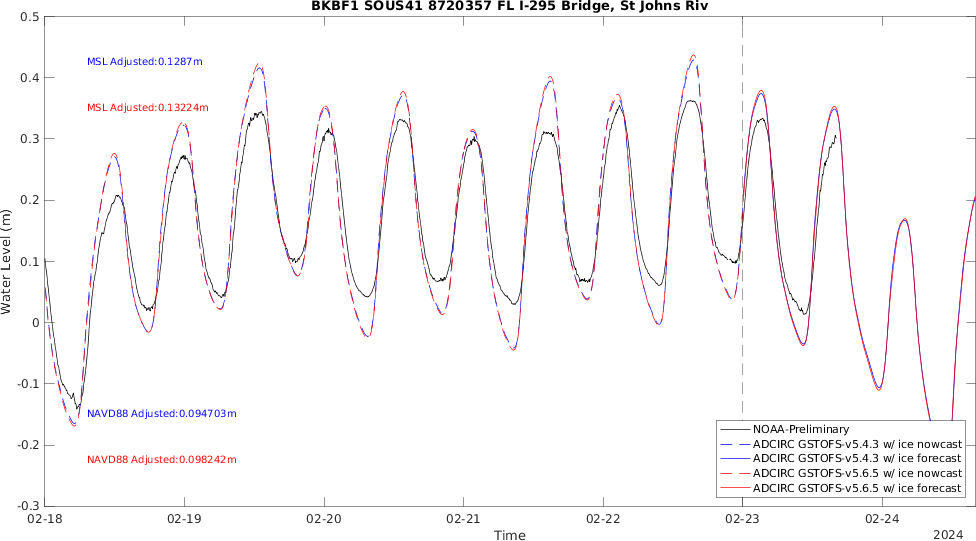 BKBF1 SOUS41 8720357 FL I-295 Bridge, St Johns Riv
0.5
0.4
0.3
0.2
0.1
0
-0.1
-0.2
-0.3
Water Level (m)
MSL Adjusted:0.1287m
MSL Adjusted:0.13224m
NAVD88 Adjusted:0.094703m
NAVD88 Adjusted:0.098242m
NOAA-Preliminary
ADCIRC GSTOFS-v5.4.3 w/ ice nowcast
ADCIRC GSTOFS-v5.4.3 w/ ice forecast
ADCIRC GSTOFS-v5.6.5 w/ ice nowcast
ADCIRC GSTOFS-v5.6.5 w/ ice forecast
02-18 02-19 02-20 02-21 02-22 02-23 02-24
Time
2024